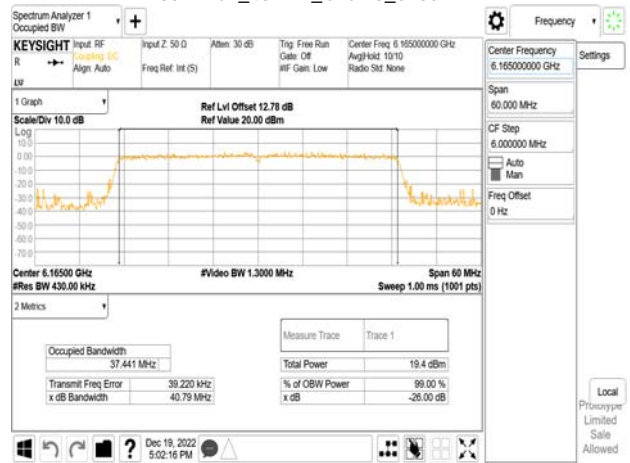 Spectrum Analyzer 1
Occupied BW
Frequency
KEYSIGHT
R
Input: RF
Coupling: DC
Align: Auto
Input Z: 50 Ω
Freq Ref: Int (S)
Atten: 30 dB
Trig: Free Run
Gate: Off
#IF Gain: Low
Center Freq: 6.165000000 GHz
Avg|Hold: 10/10
Radio Std: None
Center Frequency
6.165000000 GHz
Settings
Span
60.000 MHz
CF Step
6.000000 MHz
Auto
Man
Freq Offset
0 Hz
1 Graph
Scale/Div 10.0 dB
Ref Lvl Offset 12.78 dB
Ref Value 20.00 dBm
Log
10.0
0.00
-10.0
-20.0
-30.0
-40.0
-50.0
-60.0
-70.0
Center 6.16500 GHz
#Video BW 1.3000 MHz
Span 60 MHz
#Res BW 430.00 kHz
Sweep 1.00 ms (1001 pts)
2 Metrics
Measure Trace
Trace 1
Occupied Bandwidth
37.441 MHz
Total Power
19.4 dBm
Transmit Freq Error
39.220 kHz
% of OBW Power
99.00 %
x dB Bandwidth
40.79 MHz
x dB
-26.00 dB
Local
Prototype
Limited
Sale
Allowed
?
Dec 19, 2022
5:02:16 PM